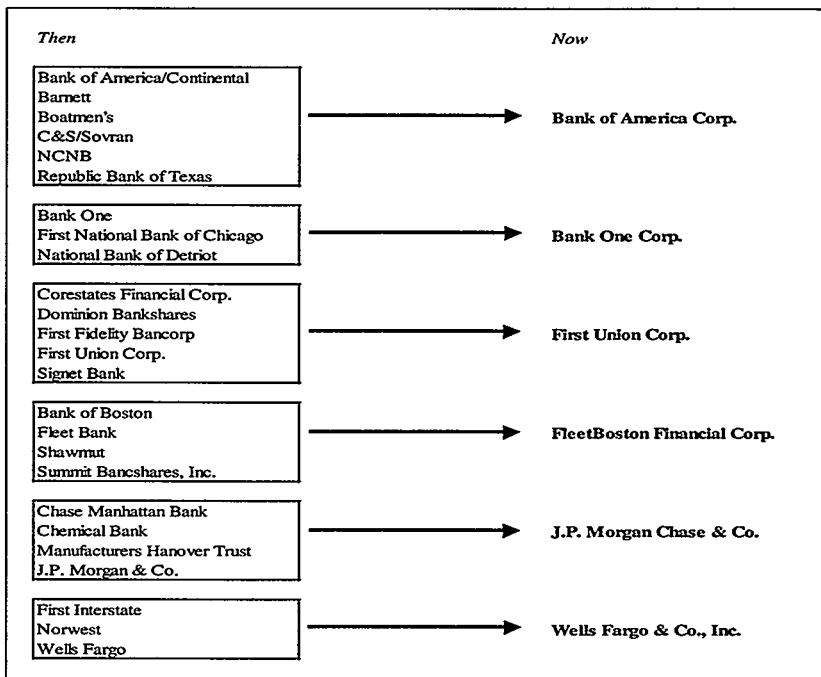 Then
Now
Bank of America/Continental
Barnett
Boatmen's
C&S/Sovran
NCNB
Republic Bank of Texas
Bank of America Corp.
Bank One
First National Bank of Chicago
National Bank of Detriot
Bank One Corp.
Corestates Financial Corp.
Dominion Bankshares
First Fidelity Bancorp
First Union Corp.
Signet Bank
First Union Corp.
Bank of Boston
Fleet Bank
Shawmut
Summit Bancshares, Inc.
FleetBoston Financial Corp.
Chase Manhattan Bank
Chemical Bank
Manufacturers Hanover Trust
J.P. Morgan & Co.
J.P. Morgan Chase & Co.
First Interstate
Norwest
Wells Fargo
Wells Fargo & Co., Inc.